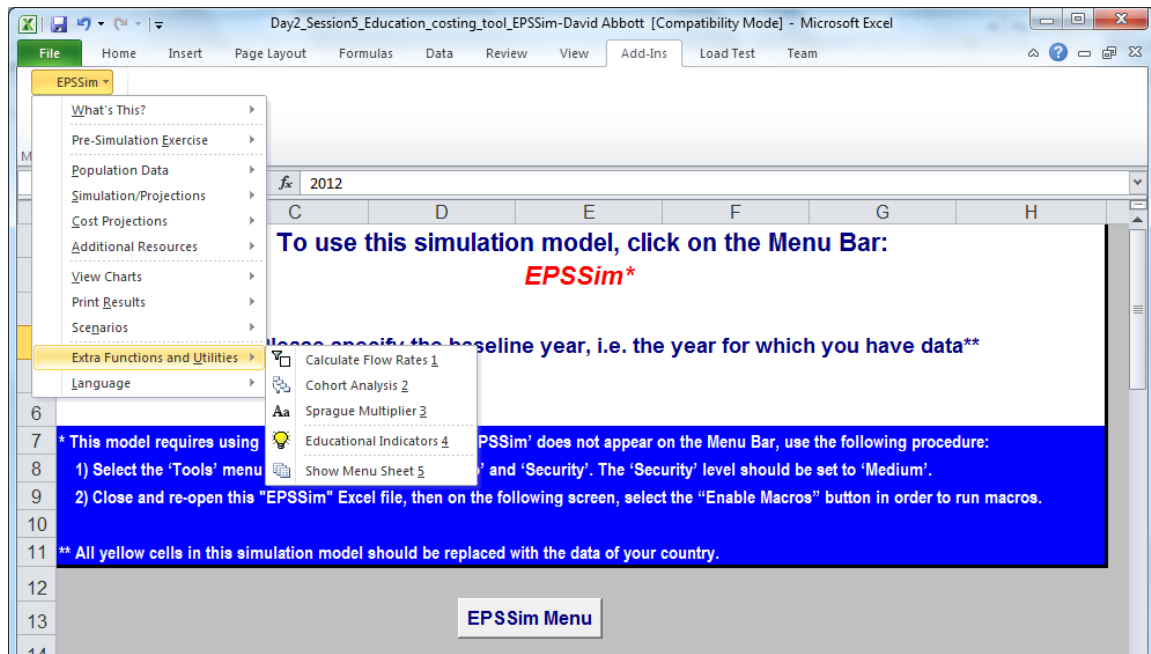 Day2_Session5_Education_costing_tool_EPSSim-David Abbott [Compatibility Mode] - Microsoft Excel
File Home Insert Page Layout Formulas Data Review View Add-Ins Load Test Team
EPSSim
What's This?
Pre-Simulation Exercise
M
Population Data
Simulation/Projections
fx 2012
Cost Projections
C D E F G H
Additional Resources
To use this simulation model, click on the Menu Bar:
View Charts
EPSSim*
Print Results
Scenarios
specify the baseline year, i.e. the year for which you have data**
Extra Functions and Utilities
Calculate Flow Rates 1
Language
Cohort Analysis 2
6
Aa Sprague Multiplier 3
7 * This model requires using
Educational Indicators 4
PSSim' does not appear on the Menu Bar, use the following procedure:
8 1) Select the 'Tools' menu
Show Menu Sheet 5
' and 'Security'. The 'Security' level should be set to 'Medium'.
9 2) Close and re-open this "EPSSim" Excel file, then on the following screen, select the “Enable Macros” button in order to run macros.
10
11 ** All yellow cells in this simulation model should be replaced with the data of your country.
12
13 EPSSim Menu
14